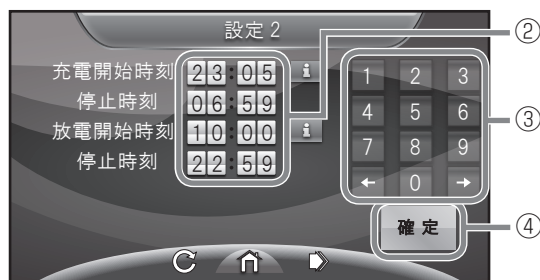 設定 2
②
充電開始時刻 23:05 i
停止時刻 06:59
放電開始時刻 10:00 i
停止時刻 22:59
1 2 3
4 5 6
7 8 9
← 0 →
③
確定
④